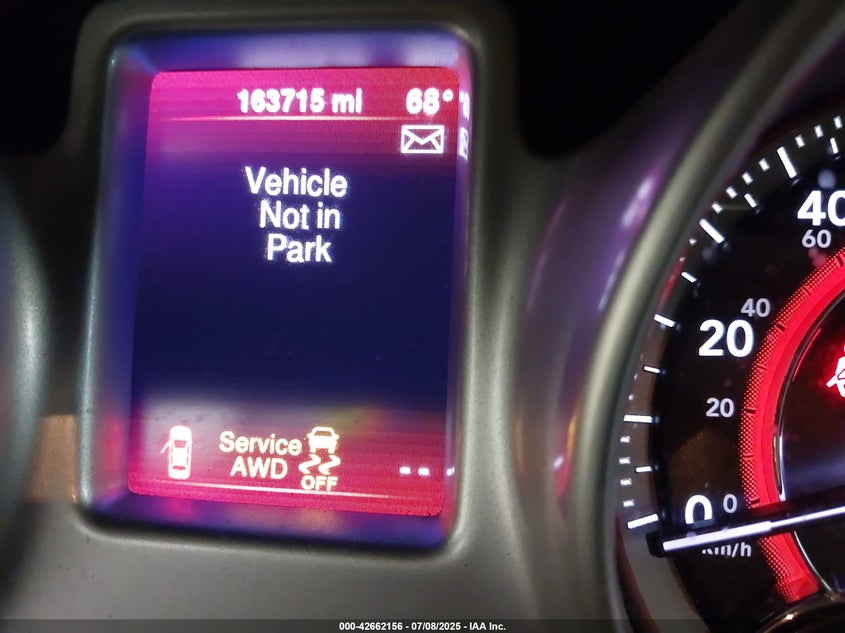 163715 mi 68°
Vehicle
Not in
Park
Service
AWD
OFF
--
40
60
40
20
20
0
0
km/h
000-42662156 - 07/08/2025 - IAA Inc.